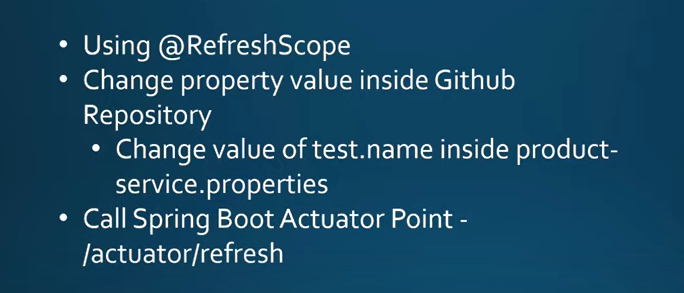 • Using @RefreshScope
• Change property value inside Github
Repository
• Change value of test.name inside product-
service.properties
• Call Spring Boot Actuator Point -
/actuator/refresh